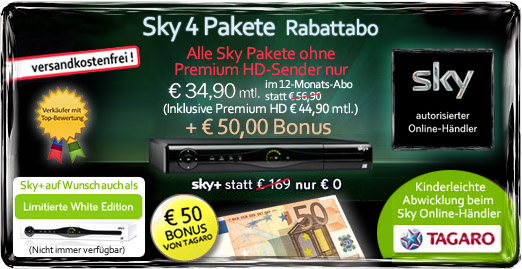 Sky 4 Pakete Rabattabo
versandkostenfrei !
Alle Sky Pakete ohne
Premium HD-Sender nur
€ 34,90 mtl. im 12-Monats-Abo
statt € 56,90
(Inklusive Premium HD € 44,90 mtl.)
+ € 50,00 Bonus
sky
autorisierter
Online-Händler
Verkäufer mit
Top-Bewertung
sky+
sky+ statt € 169 nur € 0
Sky+ auf Wunsch auch als
Limitierte White Edition
(Nicht immer verfügbar)
€ 50
BONUS
VON TAGARO
50
Kinderleichte
Abwicklung beim
Sky Online-Händler
TAGARO